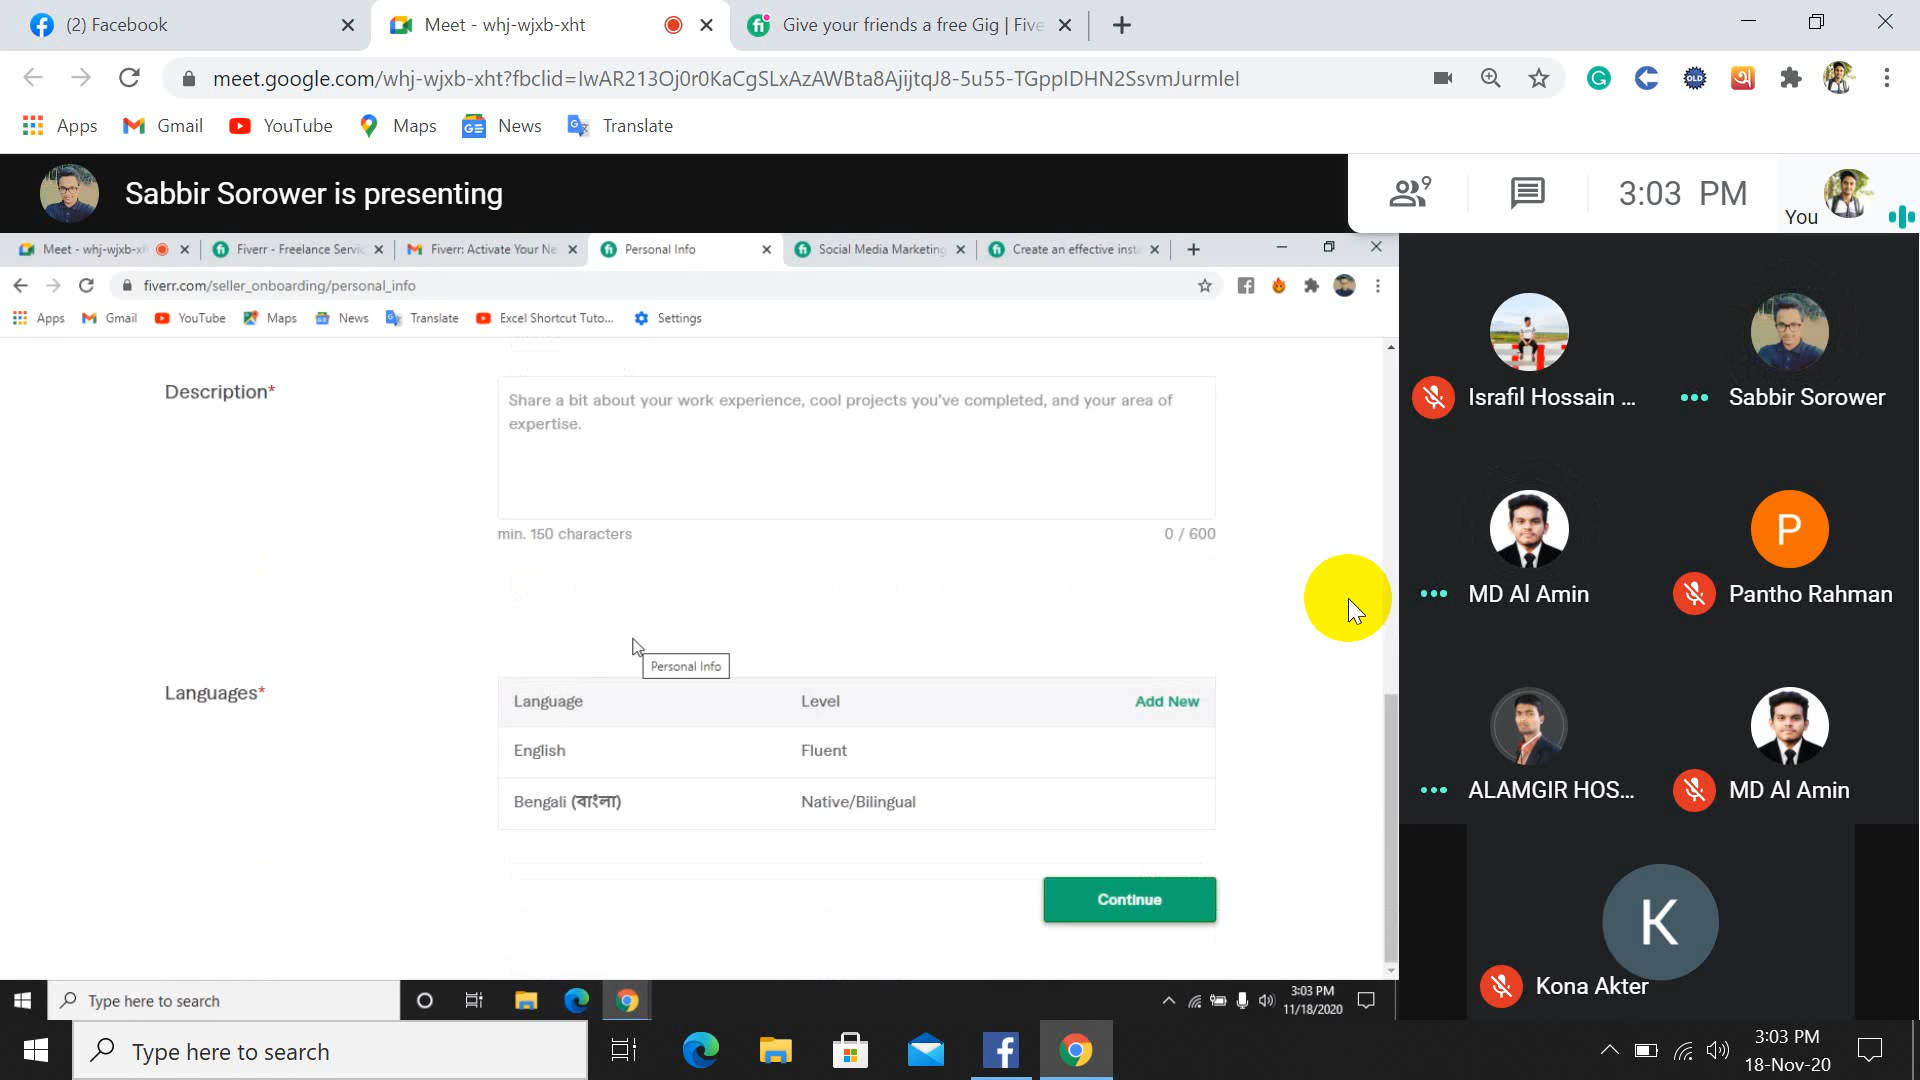 (2) Facebook
Meet - whj-wjxb-xht
Give your friends a free Gig | Five
meet.google.com/whj-wjxb-xht?fbclid=IwAR213Oj0r0KaCgSLxAzAWBta8AjijtqJ8-5u55-TGppIDHN2SsvmJurmleI
Apps
Gmail
YouTube
Maps
News
Translate
Sabbir Sorower is presenting
9
3:03 PM
You
Meet - whj-wjxb-xh
Fiverr - Freelance Servic
Fiverr: Activate Your Ne
Personal Info
Social Media Marketing
Create an effective insta
fiverr.com/seller_onboarding/personal_info
Apps
Gmail
YouTube
Maps
News
Translate
Excel Shortcut Tuto...
Settings
Description*
Share a bit about your work experience, cool projects you've completed, and your area of
expertise.
min. 150 characters
0 / 600
Personal Info
Languages*
Language Level Add New
English Fluent
Bengali (বাংলা) Native/Bilingual
Continue
Israfil Hossain ...
Sabbir Sorower
MD Al Amin
P
Pantho Rahman
ALAMGIR HOS...
MD Al Amin
K
Kona Akter
Type here to search
3:03 PM
11/18/2020
Type here to search
3:03 PM
18-Nov-20